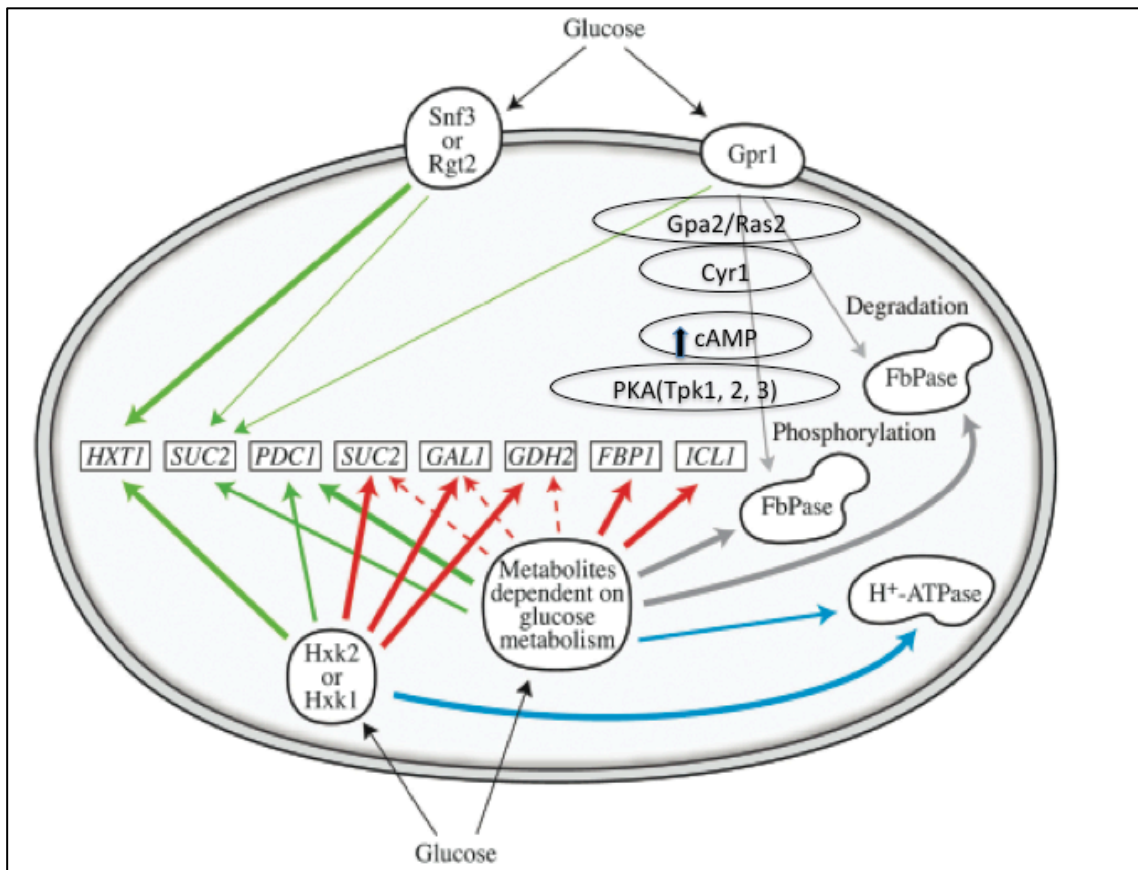 Glucose
Snf3
or
Rgt2
Gpr1
Gpa2/Ras2
Cyr1
Degradation
cAMP
FbPase
PKA(Tpk1, 2, 3)
Phosphorylation
HXT1 SUC2 PDC1 SUC2 GAL1 GDH2 FBP1 ICL1
FbPase
Metabolites
dependent on
glucose
metabolism
H⁺-ATPase
Hxk2
or
Hxk1
Glucose